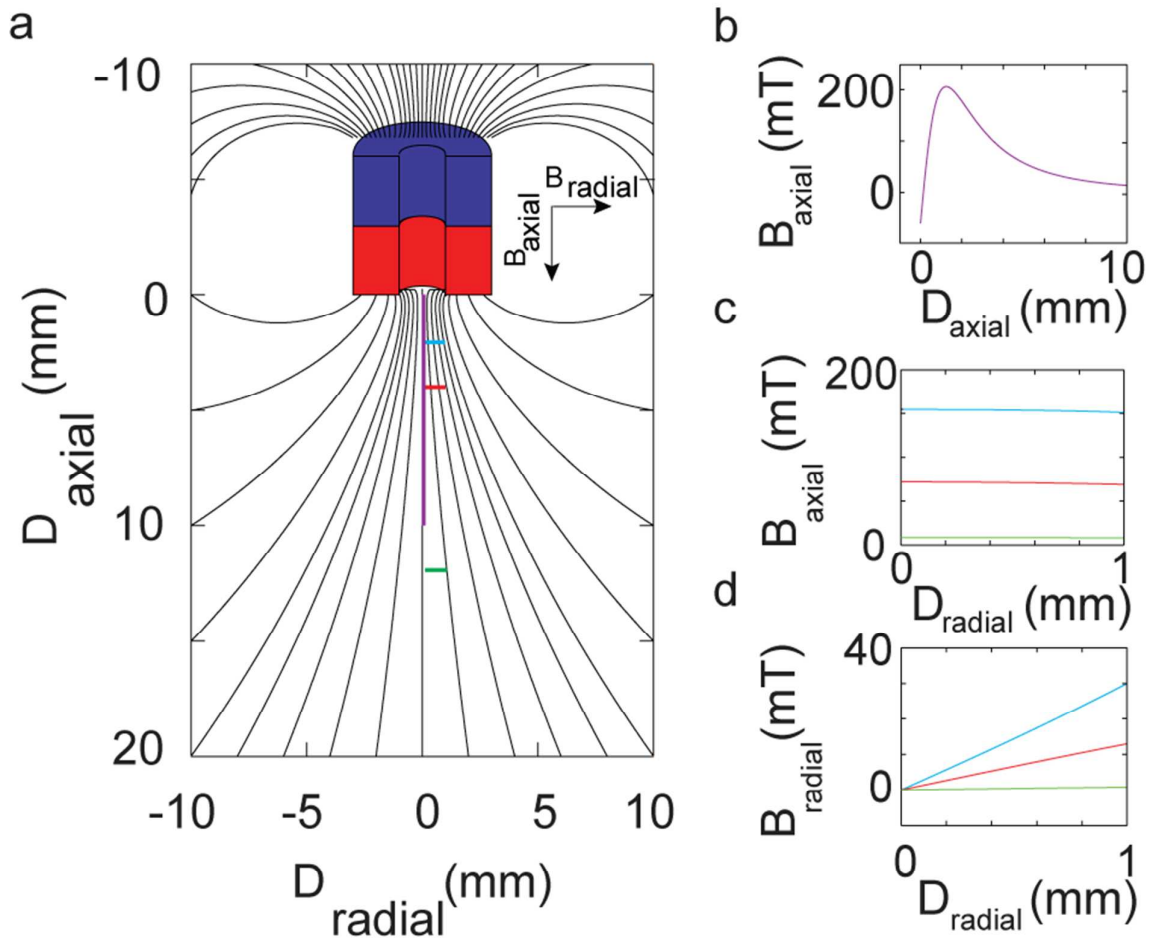 a
-10
0
10
20
D axial (mm)
-10 -5 0 5 10
D radial (mm)
B radial
B axial
b
200
0
B axial (mT)
0 10
D axial (mm)
c
200
0
B axial (mT)
0 1
D radial (mm)
d
40
0
B radial (mT)
0 1
D radial (mm)